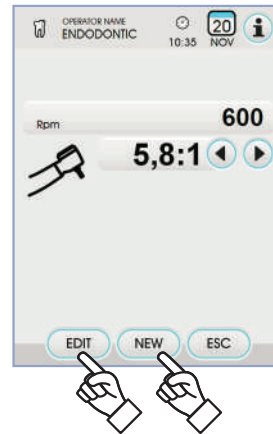 OPERATOR NAME
ENDODONTIC
10:35
20
NOV
i
Rpm 600
5,8:1
EDIT NEW ESC